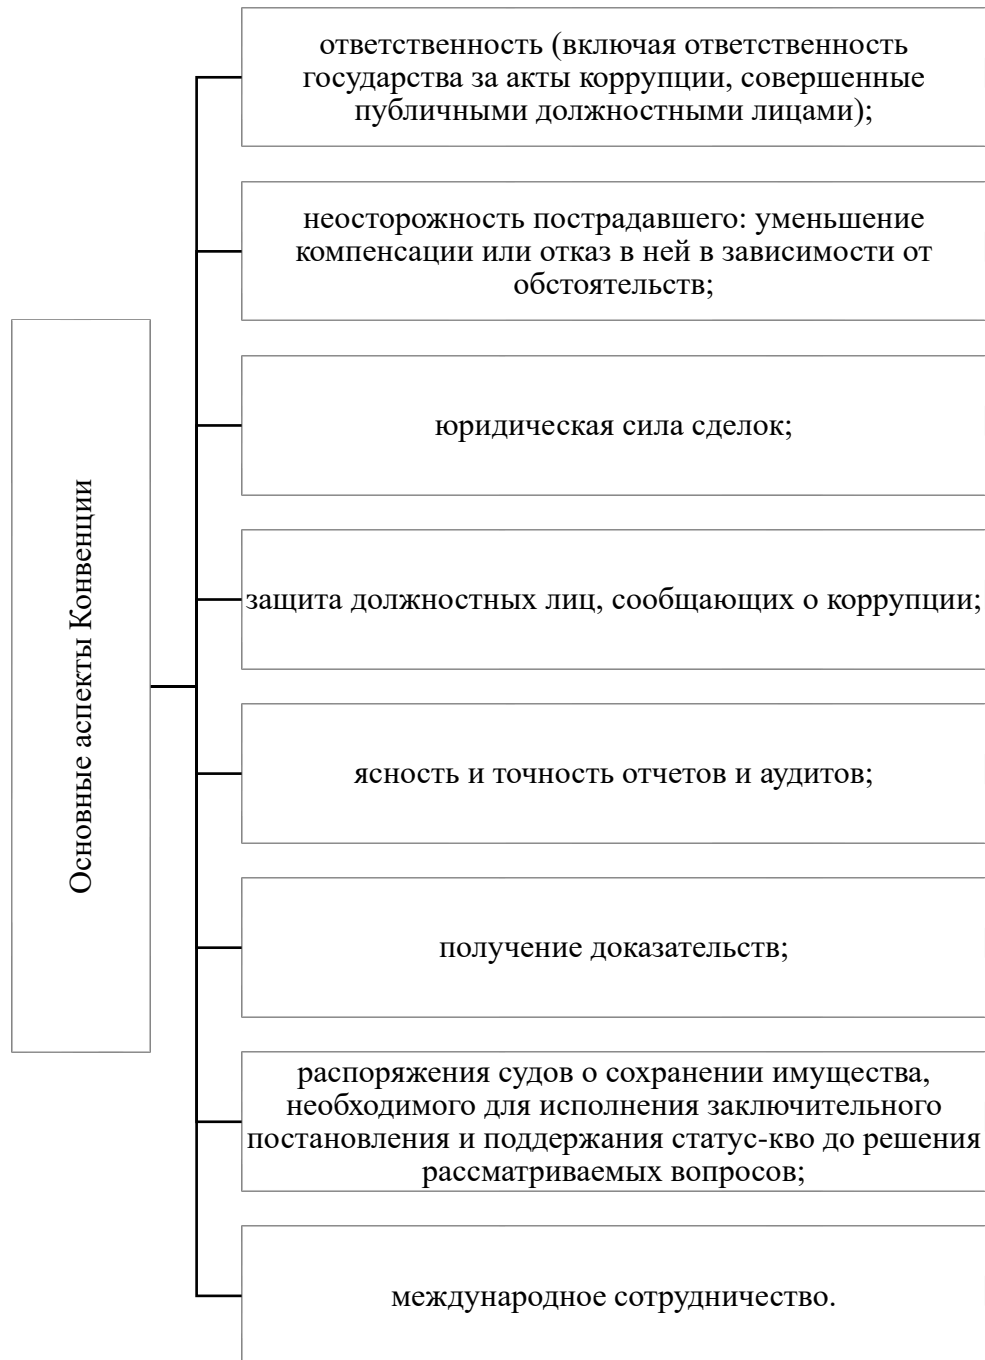 Основные аспекты Конвенции
ответственность (включая ответственность
государства за акты коррупции, совершенные
публичными должностными лицами);
неосторожность пострадавшего: уменьшение
компенсации или отказ в ней в зависимости от
обстоятельств;
юридическая сила сделок;
защита должностных лиц, сообщающих о коррупции;
ясность и точность отчетов и аудитов;
получение доказательств;
распоряжения судов о сохранении имущества,
необходимого для исполнения заключительного
постановления и поддержания статус-кво до решения
рассматриваемых вопросов;
международное сотрудничество.